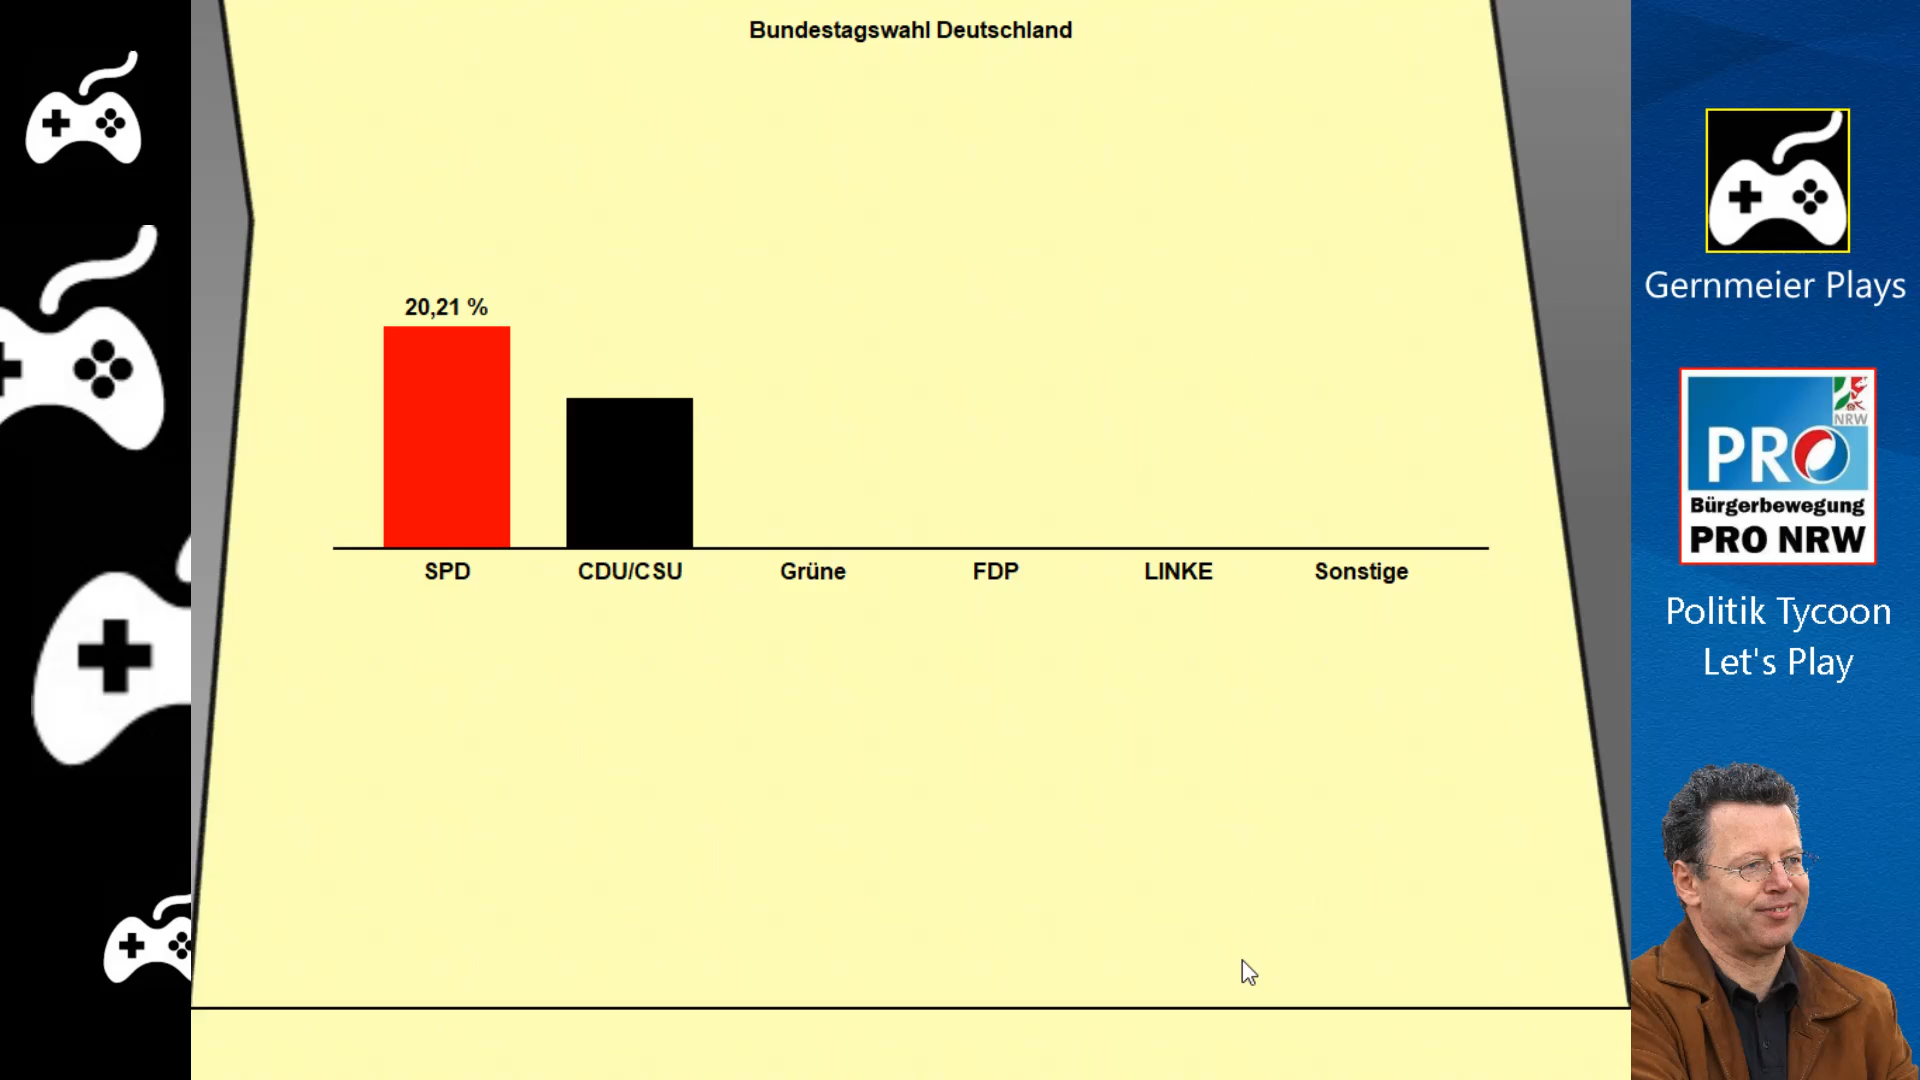 Bundestagswahl Deutschland
20,21 %
SPD
CDU/CSU
Grüne
FDP
LINKE
Sonstige
Gernmeier Plays
NRW
PRO
Bürgerbewegung
PRO NRW
Politik Tycoon
Let's Play